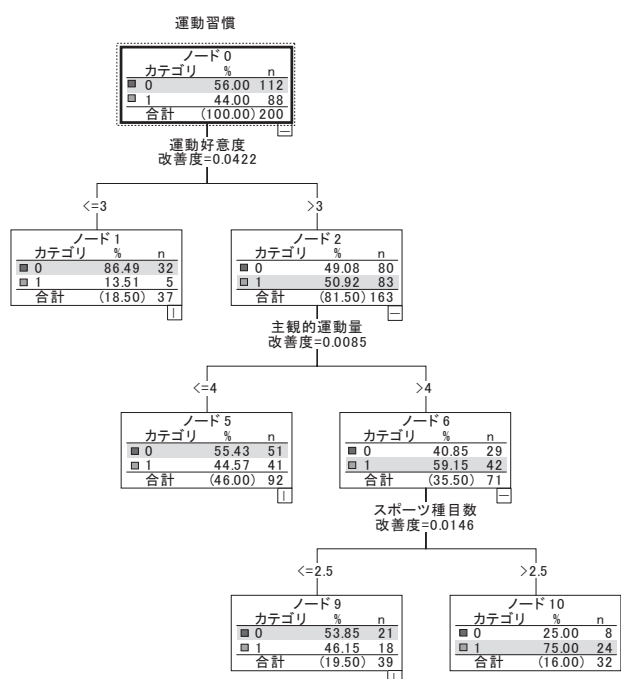 運動習慣
ノード 0
カテゴリ % n
0 56.00 112
1 44.00 88
合計 (100.00) 200
運動好意度
改善度=0.0422
<=3
>3
ノード 1
カテゴリ % n
0 86.49 32
1 13.51 5
合計 (18.50) 37
ノード 2
カテゴリ % n
0 49.08 80
1 50.92 83
合計 (81.50) 163
主観的運動量
改善度=0.0085
<=4
>4
ノード 5
カテゴリ % n
0 55.43 51
1 44.57 41
合計 (46.00) 92
ノード 6
カテゴリ % n
0 40.85 29
1 59.15 42
合計 (35.50) 71
スポーツ種目数
改善度=0.0146
<=2.5
>2.5
ノード 9
カテゴリ % n
0 53.85 21
1 46.15 18
合計 (19.50) 39
ノード 10
カテゴリ % n
0 25.00 8
1 75.00 24
合計 (16.00) 32